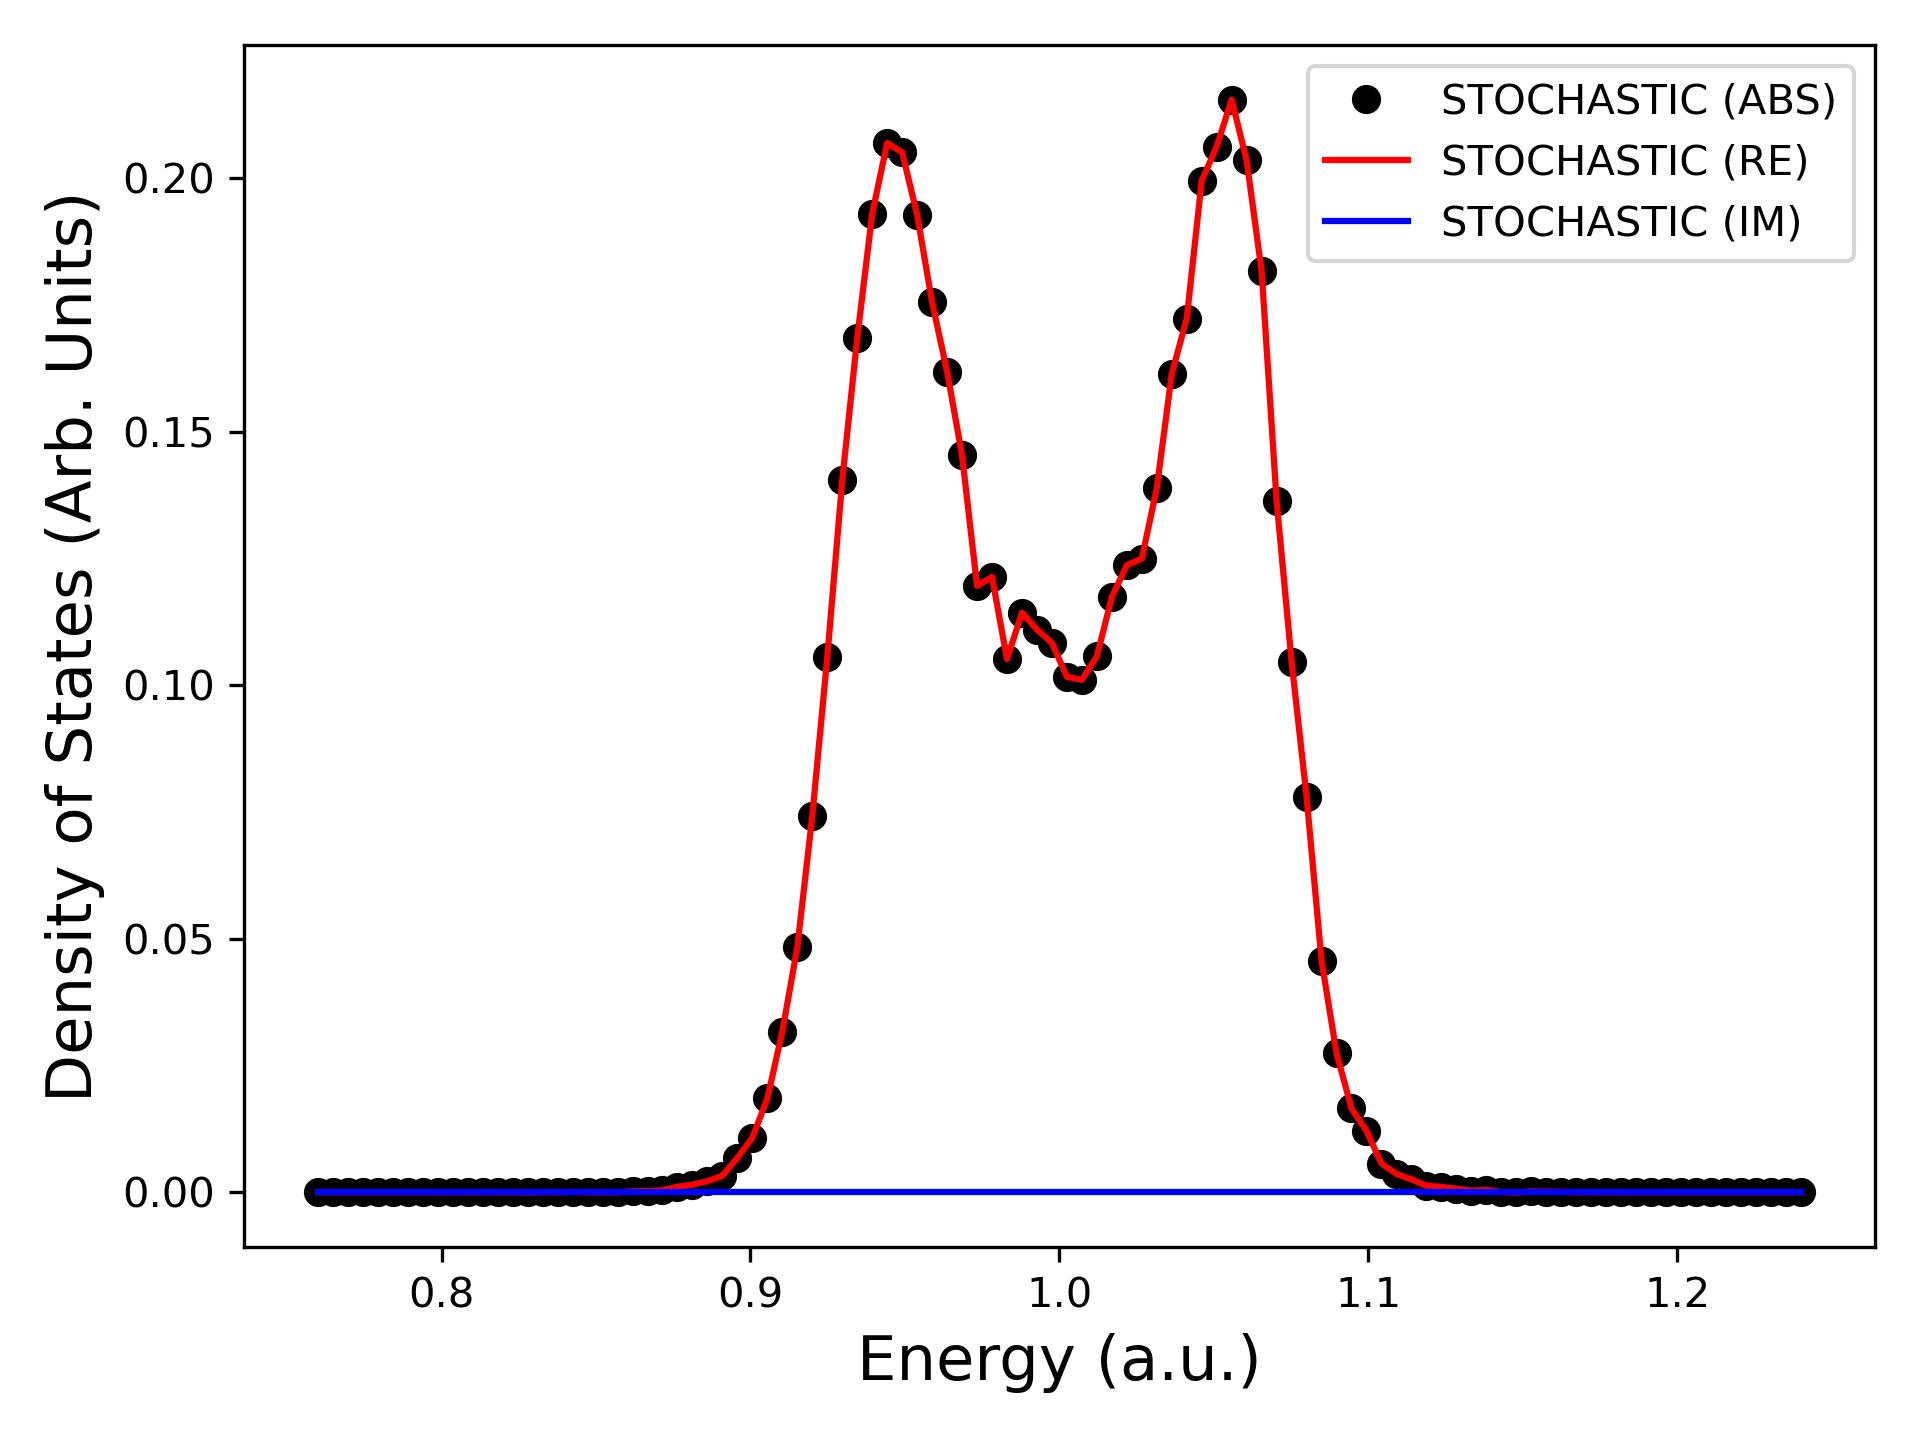 STOCHASTIC (ABS)
STOCHASTIC (RE)
STOCHASTIC (IM)
Density of States (Arb. Units)
0.20
0.15
0.10
0.05
0.00
0.8 0.9 1.0 1.1 1.2
Energy (a.u.)